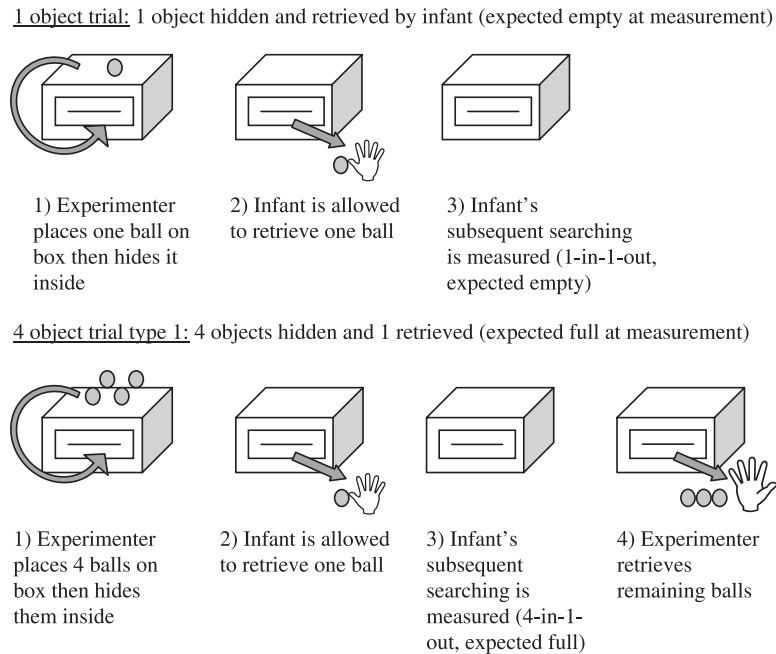 1 object trial: 1 object hidden and retrieved by infant (expected empty at measurement)
1) Experimenter
places one ball on
box then hides it
inside
2) Infant is allowed
to retrieve one ball
3) Infant's
subsequent searching
is measured (1-in-1-out,
expected empty)
4 object trial type 1: 4 objects hidden and 1 retrieved (expected full at measurement)
1) Experimenter
places 4 balls on
box then hides
them inside
2) Infant is allowed
to retrieve one ball
3) Infant's
subsequent
searching is
measured (4-in-1-
out, expected full)
4) Experimenter
retrieves
remaining balls